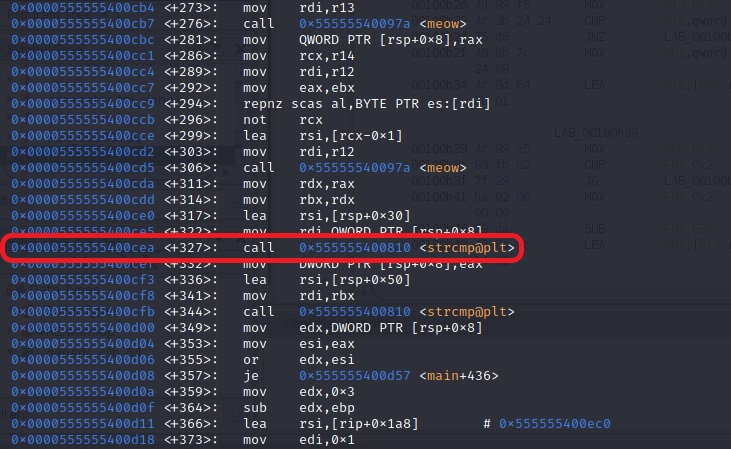 0×0000555555400cb4 <+273>: mov rdi,r13
0×0000555555400cb7 <+276>: call 0×55555540097a <meow>
0×0000555555400cbc <+281>: mov QWORD PTR [rsp+0×8],rax
0×0000555555400cc1 <+286>: mov rcx,r14
0×0000555555400cc4 <+289>: mov rdi,r12
0×0000555555400cc7 <+292>: mov eax,ebx
0×0000555555400cc9 <+294>: repnz scas al,BYTE PTR es:[rdi]
0×0000555555400ccb <+296>: not rcx
0×0000555555400cce <+299>: lea rsi,[rcx-0×1]
0×0000555555400cd2 <+303>: mov rdi,r12
0×0000555555400cd5 <+306>: call 0×55555540097a <meow>
0×0000555555400cda <+311>: mov rdx,rax
0×0000555555400cdd <+314>: mov rbx,rdx
0×0000555555400ce0 <+317>: lea rsi,[rsp+0×30]
0×0000555555400ce5 <+322>: mov rdi,QWORD PTR [rsp+0×8]
0×0000555555400cea <+327>: call 0×555555400810 <strcmp@plt>
0×0000555555400cef <+332>: mov DWORD PTR [rsp+0×8],eax
0×0000555555400cf3 <+336>: lea rsi,[rsp+0×50]
0×0000555555400cf8 <+341>: mov rdi,rbx
0×0000555555400cfb <+344>: call 0×555555400810 <strcmp@plt>
0×0000555555400d00 <+349>: mov edx,DWORD PTR [rsp+0×8]
0×0000555555400d04 <+353>: mov esi,eax
0×0000555555400d06 <+355>: or edx,esi
0×0000555555400d08 <+357>: je 0×555555400d57 <main+436>
0×0000555555400d0a <+359>: mov edx,0×3
0×0000555555400d0f <+364>: sub edx,ebp
0×0000555555400d11 <+366>: lea rsi,[rip+0×1a8] # 0×555555400ec0
0×0000555555400d18 <+373>: mov edi,0×1